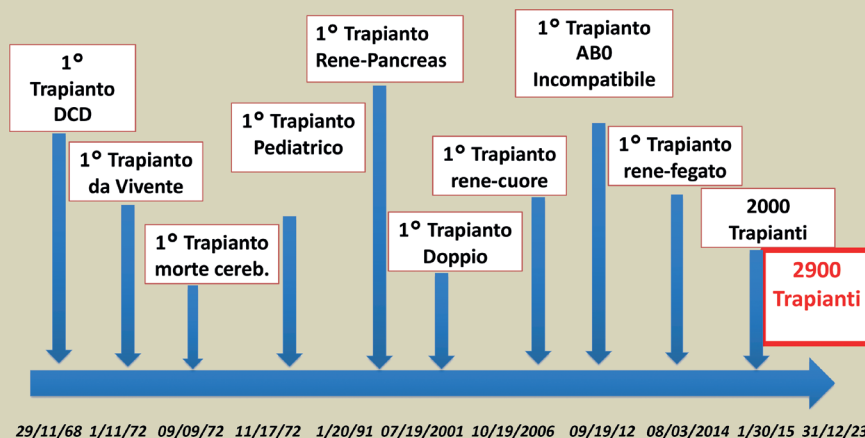 1°
Trapianto
DCD
1° Trapianto
da Vivente
1° Trapianto
morte cereb.
1° Trapianto
Pediatrico
1° Trapianto
Rene-Pancreas
1° Trapianto
Doppio
1° Trapianto
rene-cuore
1° Trapianto
AB0
Incompatibile
1° Trapianto
rene-fegato
2000
Trapianti
2900
Trapianti
29/11/68 1/11/72 09/09/72 11/17/72 1/20/91 07/19/2001 10/19/2006 09/19/12 08/03/2014 1/30/15 31/12/23